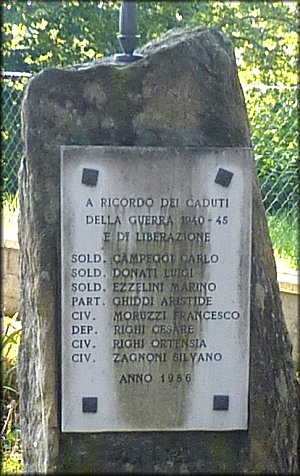 A RICORDO DEI CADUTI
DELLA GUERRA 1940-45
E DI LIBERAZIONE
SOLD. CAMPEGGI CARLO
SOLD. DONATI LUIGI
SOLD. EZZELINI MARINO
PART. GHIDDI ARISTIDE
CIV. MORUZZI FRANCESCO
DEP. RIGHI CESARE
CIV. RIGHI ORTENSIA
CIV. ZAGNONI SILVANO
ANNO 1986